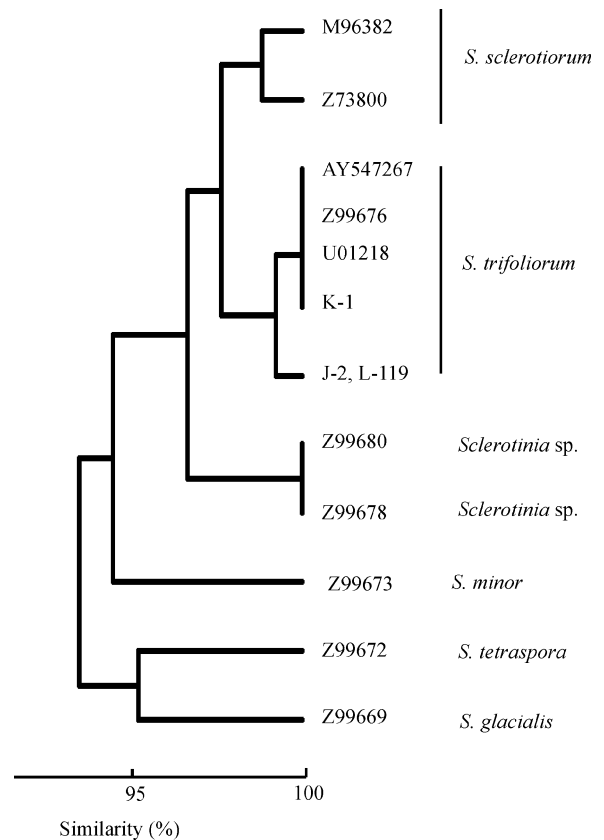 M96382
S. sclerotiorum
Z73800
AY547267
Z99676
U01218
S. trifoliorum
K-1
J-2, L-119
Z99680 Sclerotinia sp.
Z99678 Sclerotinia sp.
Z99673 S. minor
Z99672 S. tetraspora
Z99669 S. glacialis
95 100
Similarity (%)